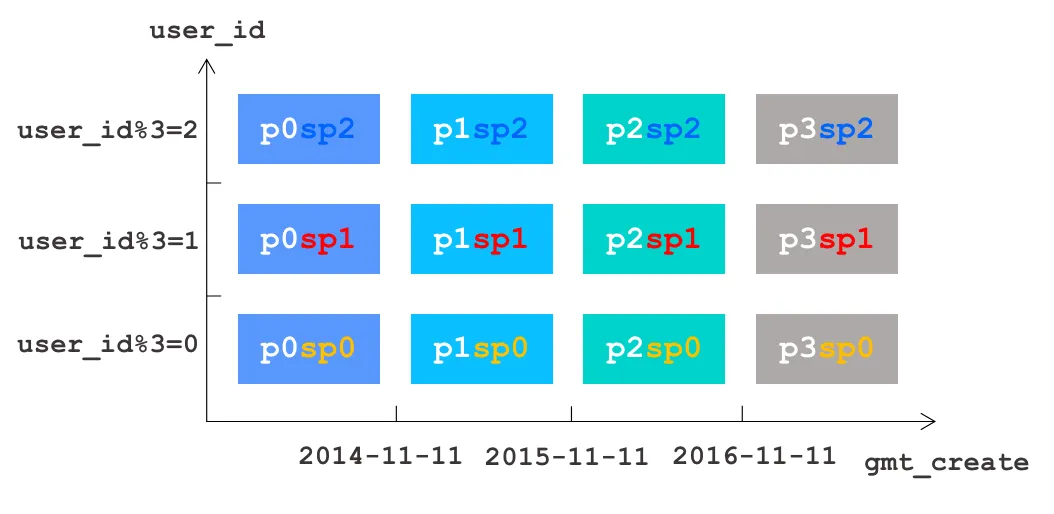 user_id
user_id%3=2
p0sp2
p1sp2
p2sp2
p3sp2
user_id%3=1
p0sp1
p1sp1
p2sp1
p3sp1
user_id%3=0
p0sp0
p1sp0
p2sp0
p3sp0
2014-11-11
2015-11-11
2016-11-11
gmt_create